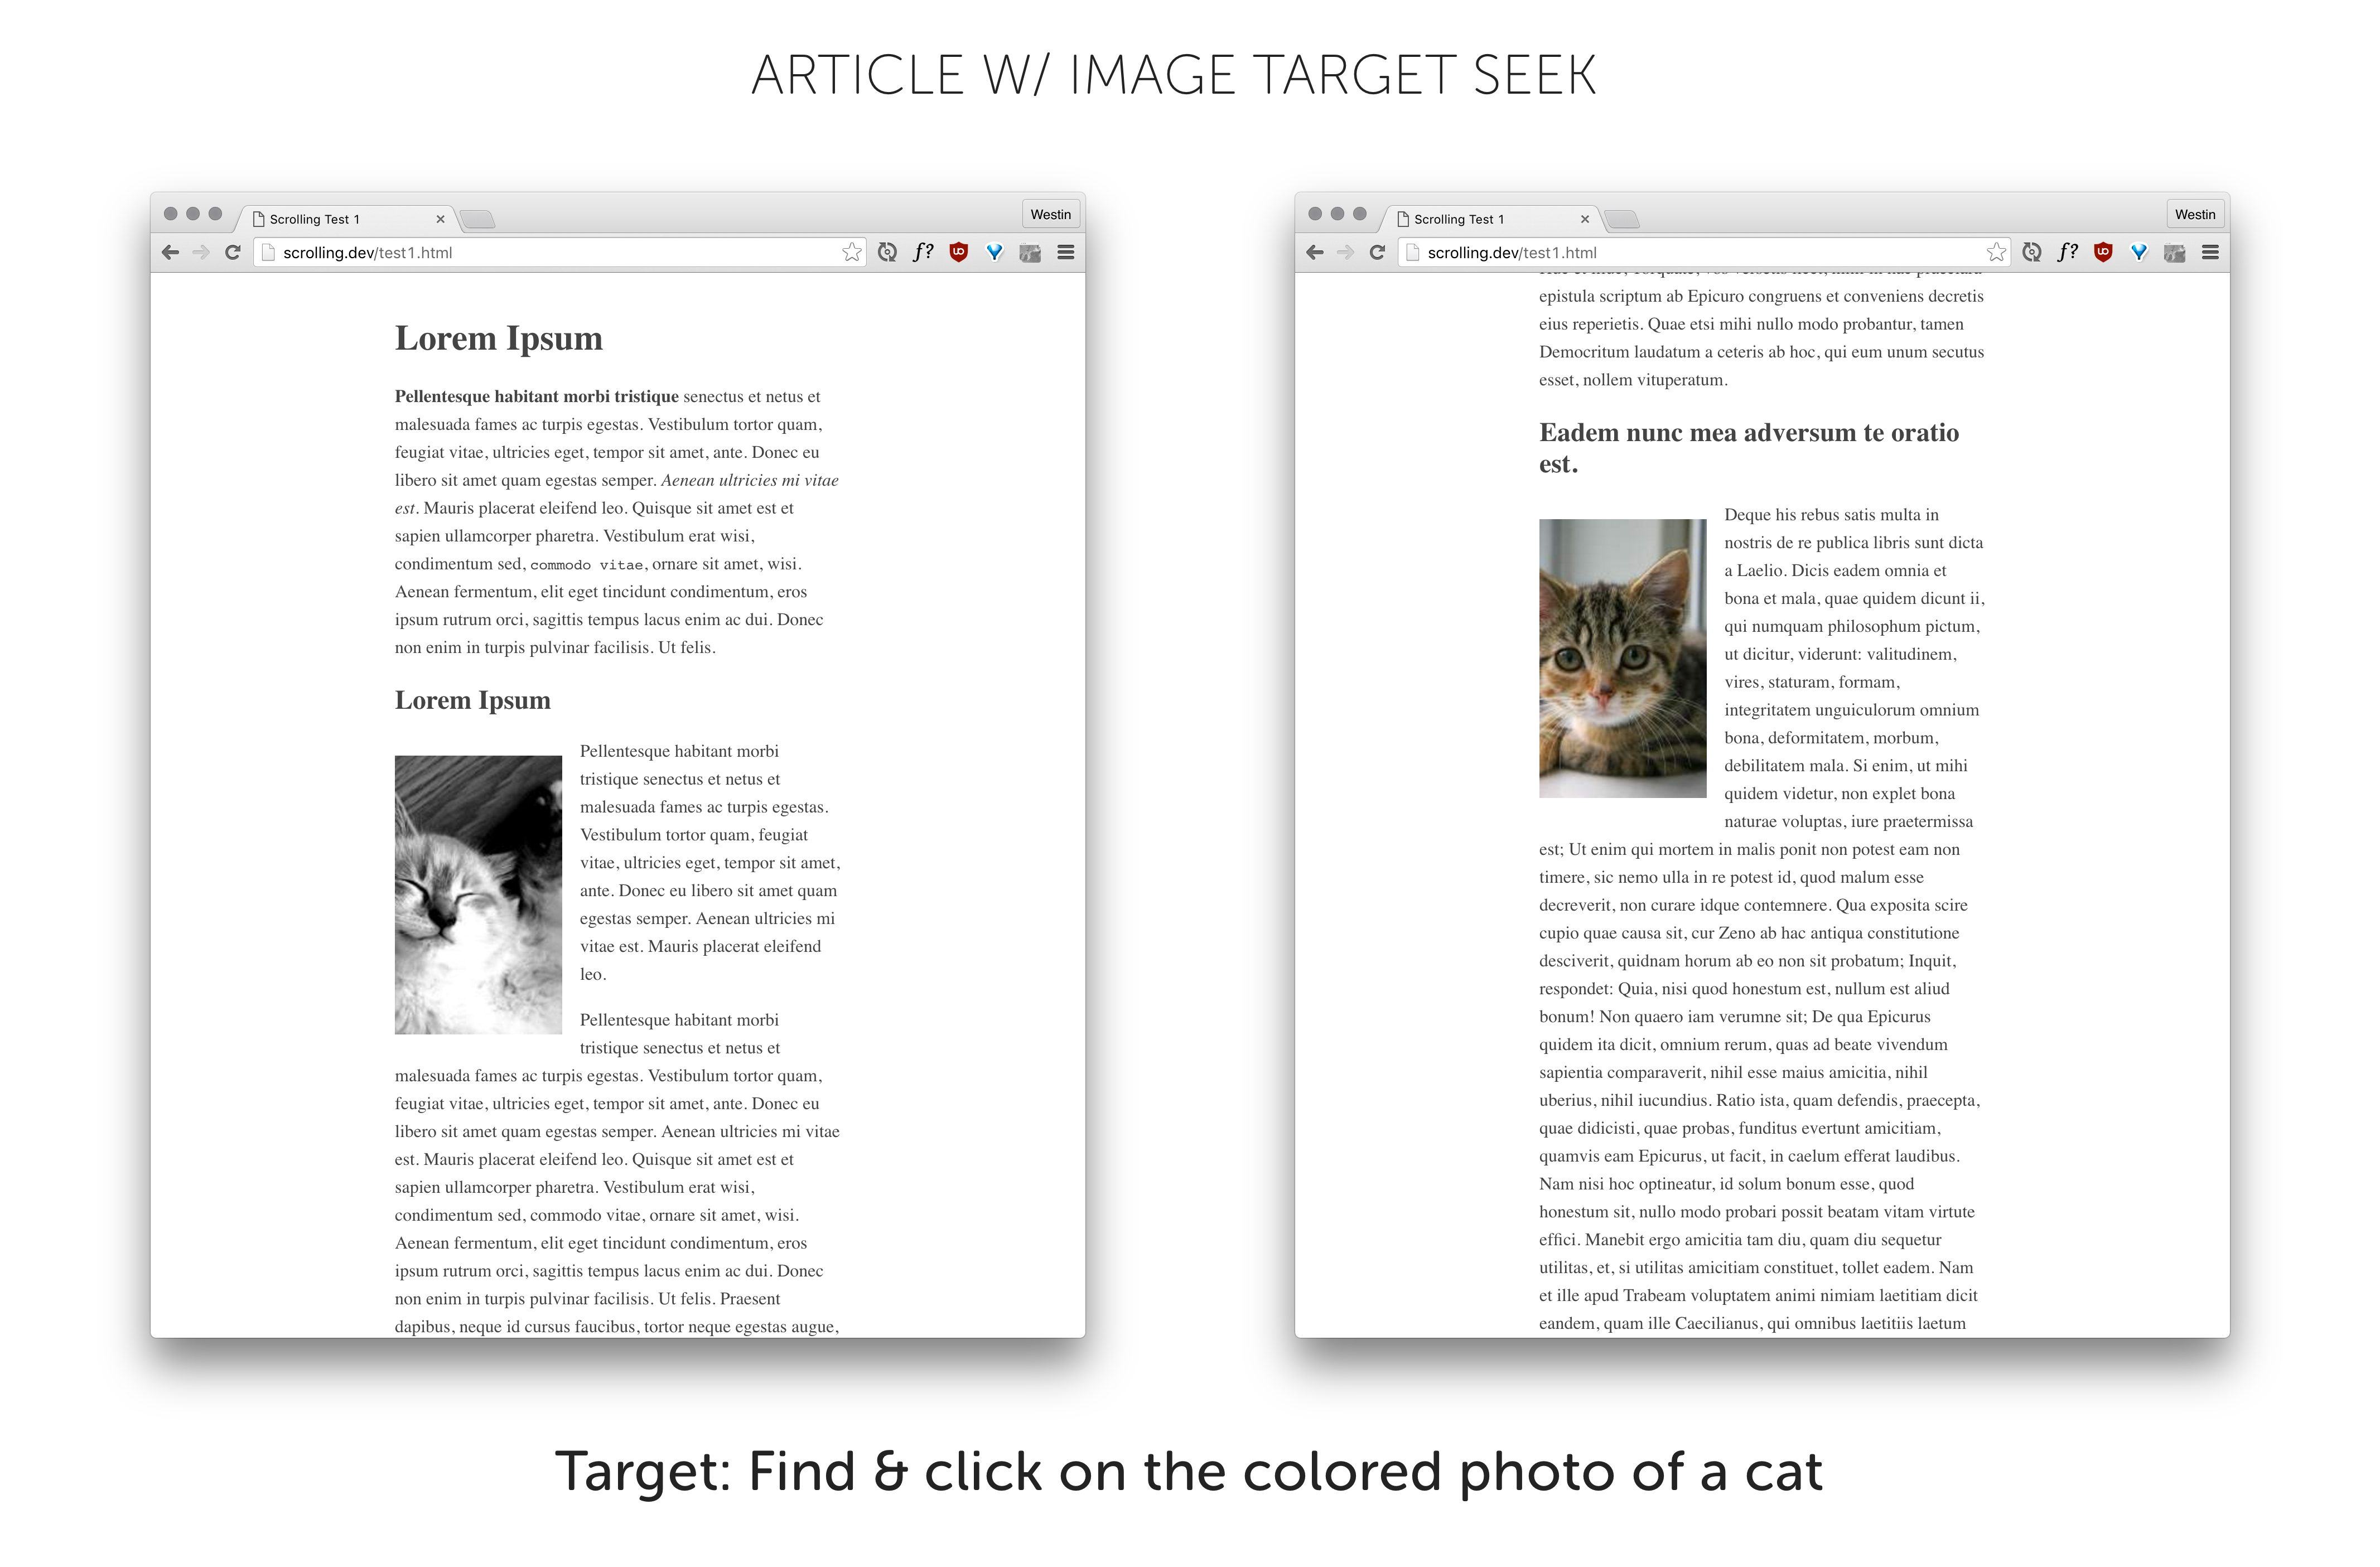 ARTICLE W/ IMAGE TARGET SEEK
Scrolling Test 1
Westin
scrolling.dev/test1.html
f?
Lorem Ipsum
Pellentesque habitant morbi tristique senectus et netus et
malesuada fames ac turpis egestas. Vestibulum tortor quam,
feugiat vitae, ultricies eget, tempor sit amet, ante. Donec eu
libero sit amet quam egestas semper. Aenean ultricies mi vitae
est. Mauris placerat eleifend leo. Quisque sit amet est et
sapien ullamcorper pharetra. Vestibulum erat wisi,
condimentum sed, commodo vitae, ornare sit amet, wisi.
Aenean fermentum, elit eget tincidunt condimentum, eros
ipsum rutrum orci, sagittis tempus lacus enim ac dui. Donec
non enim in turpis pulvinar facilisis. Ut felis.
Lorem Ipsum
Pellentesque habitant morbi
tristique senectus et netus et
malesuada fames ac turpis egestas.
Vestibulum tortor quam, feugiat
vitae, ultricies eget, tempor sit amet,
ante. Donec eu libero sit amet quam
egestas semper. Aenean ultricies mi
vitae est. Mauris placerat eleifend
leo.
Pellentesque habitant morbi
tristique senectus et netus et
malesuada fames ac turpis egestas. Vestibulum tortor quam,
feugiat vitae, ultricies eget, tempor sit amet, ante. Donec eu
libero sit amet quam egestas semper. Aenean ultricies mi vitae
est. Mauris placerat eleifend leo. Quisque sit amet est et
sapien ullamcorper pharetra. Vestibulum erat wisi,
condimentum sed, commodo vitae, ornare sit amet, wisi.
Aenean fermentum, elit eget tincidunt condimentum, eros
ipsum rutrum orci, sagittis tempus lacus enim ac dui. Donec
non enim in turpis pulvinar facilisis. Ut felis. Praesent
dapibus, neque id cursus faucibus, tortor neque egestas augue,
Scrolling Test 1
Westin
scrolling.dev/test1.html
f?
epistula scriptum ab Epicuro congruens et conveniens decretis
eius reperietis. Quae etsi mihi nullo modo probantur, tamen
Democritum laudatum a ceteris ab hoc, qui eum unum secutus
esset, nollem vituperatum.
Eadem nunc mea adversum te oratio
est.
Deque his rebus satis multa in
nostris de re publica libris sunt dicta
a Laelio. Dicis eadem omnia et
bona et mala, quae quidem dicunt ii,
qui numquam philosophum pictum,
ut dicitur, viderunt: valitudinem,
vires, staturam, formam,
integritatem unguiculorum omnium
bona, deformitatem, morbum,
debilitatem mala. Si enim, ut mihi
quidem videtur, non explet bona
naturae voluptas, iure praetermissa
est; Ut enim qui mortem in malis ponit non potest eam non
timere, sic nemo ulla in re potest id, quod malum esse
decreverit, non curare idque contemnere. Qua exposita scire
cupio quae causa sit, cur Zeno ab hac antiqua constitutione
desciverit, quidnam horum ab eo non sit probatum; Inquit,
respondet: Quia, nisi quod honestum est, nullum est aliud
bonum! Non quaero iam verumne sit; De qua Epicurus
quidem ita dicit, omnium rerum, quas ad beate vivendum
sapientia comparaverit, nihil esse maius amicitia, nihil
uberius, nihil iucundius. Ratio ista, quam defendis, praecepta,
quae didicisti, quae probas, funditus evertunt amicitiam,
quamvis eam Epicurus, ut facit, in caelum efferat laudibus.
Nam nisi hoc optineatur, id solum bonum esse, quod
honestum sit, nullo modo probari possit beatam vitam virtute
effici. Manebit ergo amicitia tam diu, quam diu sequetur
utilitas, et, si utilitas amicitiam constituet, tollet eadem. Nam
et ille apud Trabeam voluptatem animi nimiam laetitiam dicit
eandem, quam ille Caecilianus, qui omnibus laetitiis laetum
Target: Find & click on the colored photo of a cat